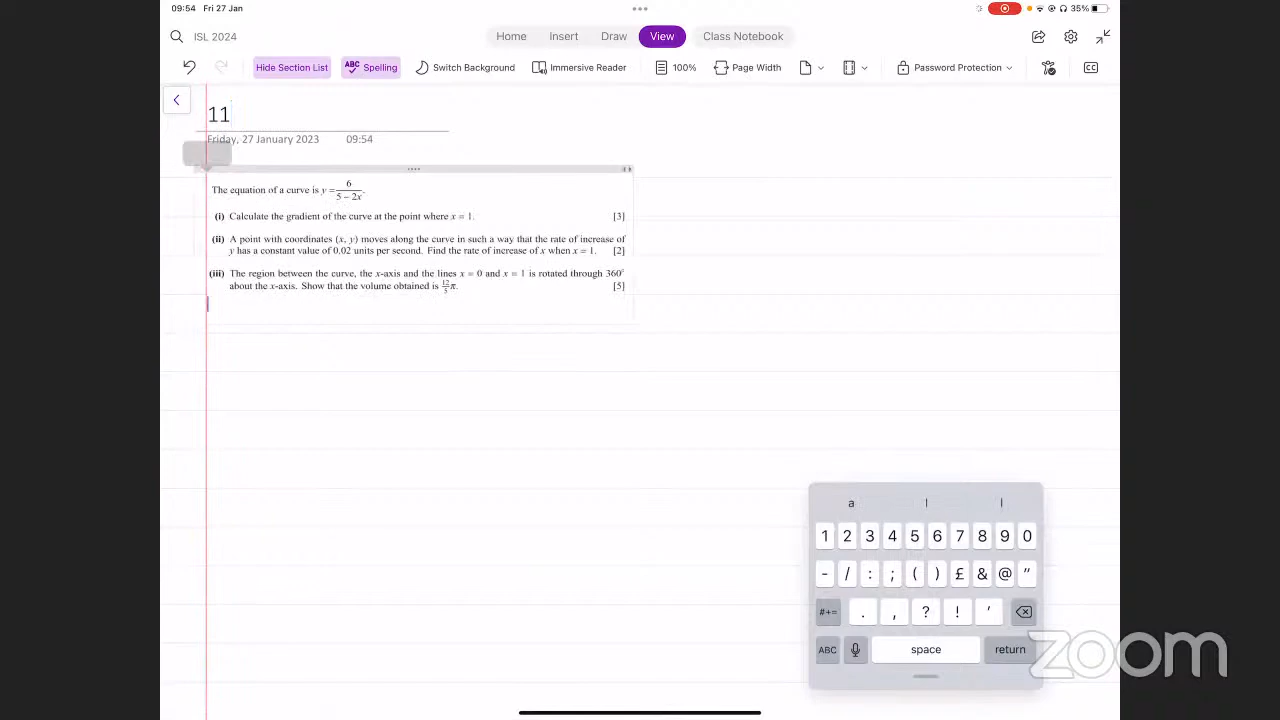 09:54 Fri 27 Jan
35%
ISL 2024
Home Insert Draw View Class Notebook
Hide Section List ABC Spelling Switch Background Immersive Reader 100% Page Width Password Protection CC
11
Friday, 27 January 2023 09:54
The equation of a curve is y = 6/(5 − 2x).
(i) Calculate the gradient of the curve at the point where x = 1. [3]
(ii) A point with coordinates (x, y) moves along the curve in such a way that the rate of increase of
y has a constant value of 0.02 units per second. Find the rate of increase of x when x = 1. [2]
(iii) The region between the curve, the x-axis and the lines x = 0 and x = 1 is rotated through 360°
about the x-axis. Show that the volume obtained is 12/5 π. [5]
a I l
1 2 3 4 5 6 7 8 9 0
- / : ; ( ) £ & @ "
#+= . , ? ! '
ABC space return
zoom